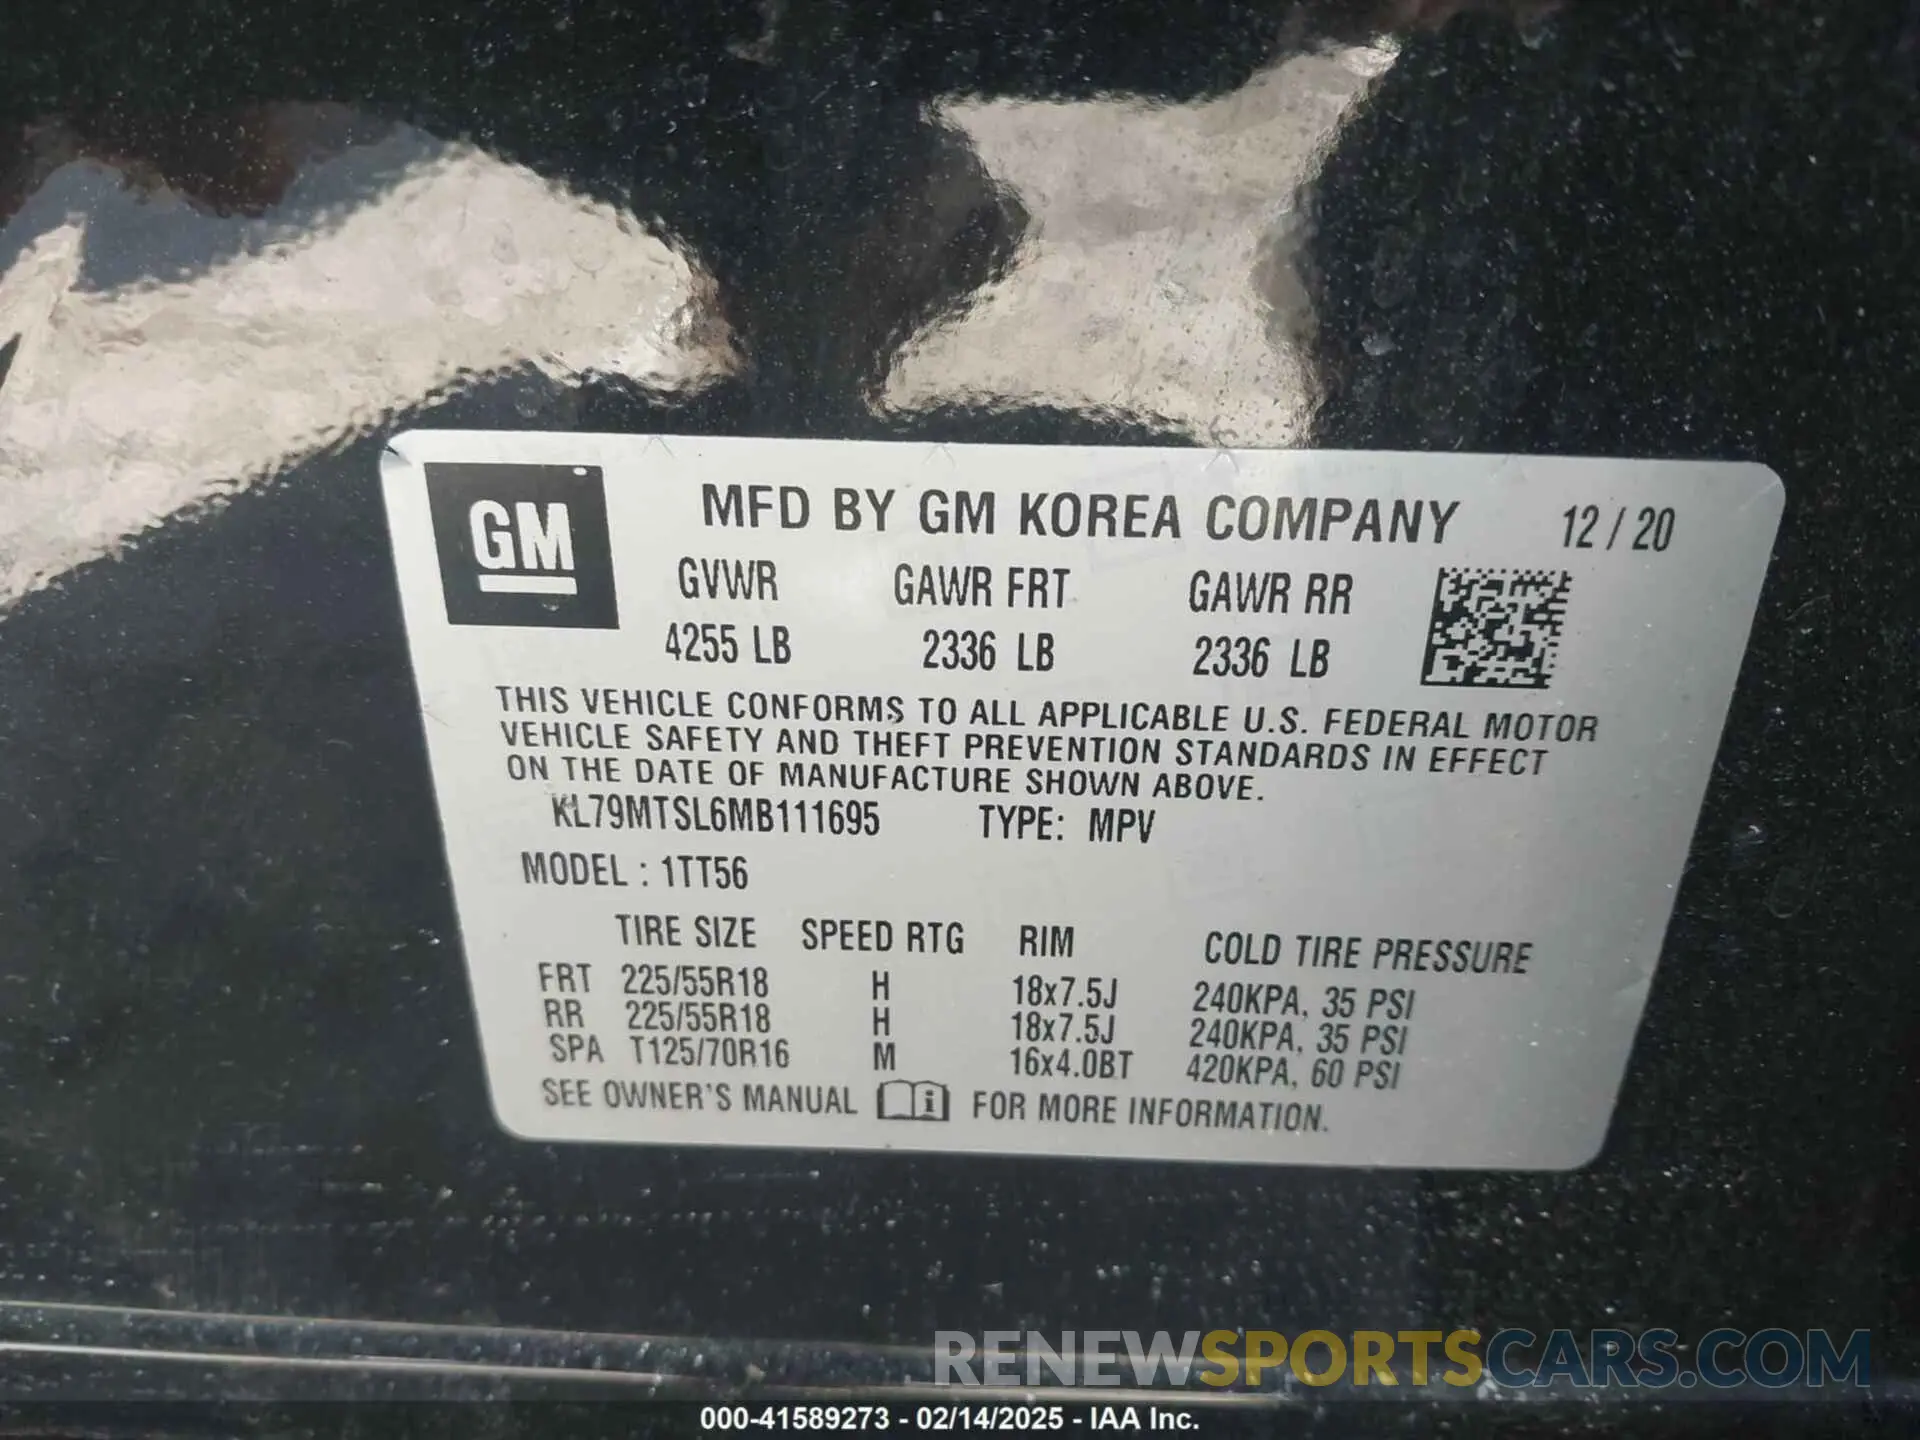 GM
MFD BY GM KOREA COMPANY 12 / 20
GVWR GAWR FRT GAWR RR
4255 LB 2336 LB 2336 LB
THIS VEHICLE CONFORMS TO ALL APPLICABLE U.S. FEDERAL MOTOR
VEHICLE SAFETY AND THEFT PREVENTION STANDARDS IN EFFECT
ON THE DATE OF MANUFACTURE SHOWN ABOVE.
KL79MTSL6MB111695 TYPE: MPV
MODEL : 1TT56
TIRE SIZE SPEED RTG RIM COLD TIRE PRESSURE
FRT 225/55R18 H 18x7.5J 240KPA, 35 PSI
RR 225/55R18 H 18x7.5J 240KPA, 35 PSI
SPA T125/70R16 M 16x4.0BT 420KPA, 60 PSI
SEE OWNER'S MANUAL i FOR MORE INFORMATION.
RENEWSPORTSCARS.COM
000-41589273 - 02/14/2025 - IAA Inc.